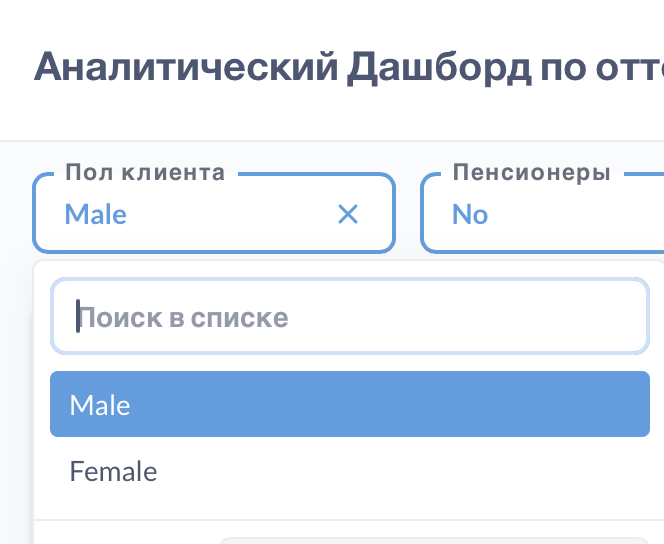 Аналитический Дашборд по отт
Пол клиента
Пенсионеры
Male
No
Поиск в списке
Male
Female